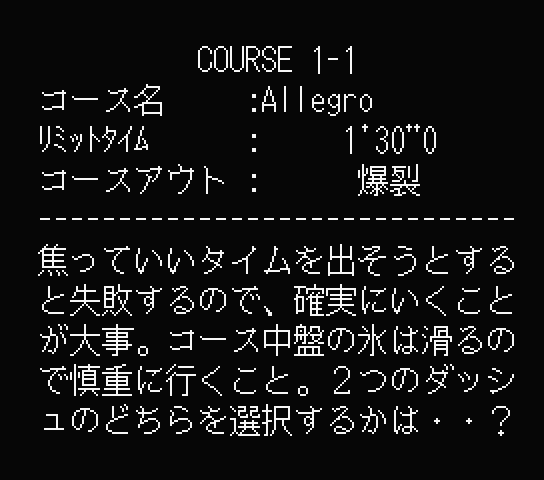 COURSE 1-1
コース名　　:Allegro
ﾘﾐｯﾄﾀｲﾑ　　:　　1'30"0
コースアウト :　　爆裂
------------------------------
焦っていいタイムを出そうとする
と失敗するので、確実にいくこと
が大事。コース中盤の氷は滑るの
で慎重に行くこと。２つのダッシ
ュのどちらを選択するかは・・？